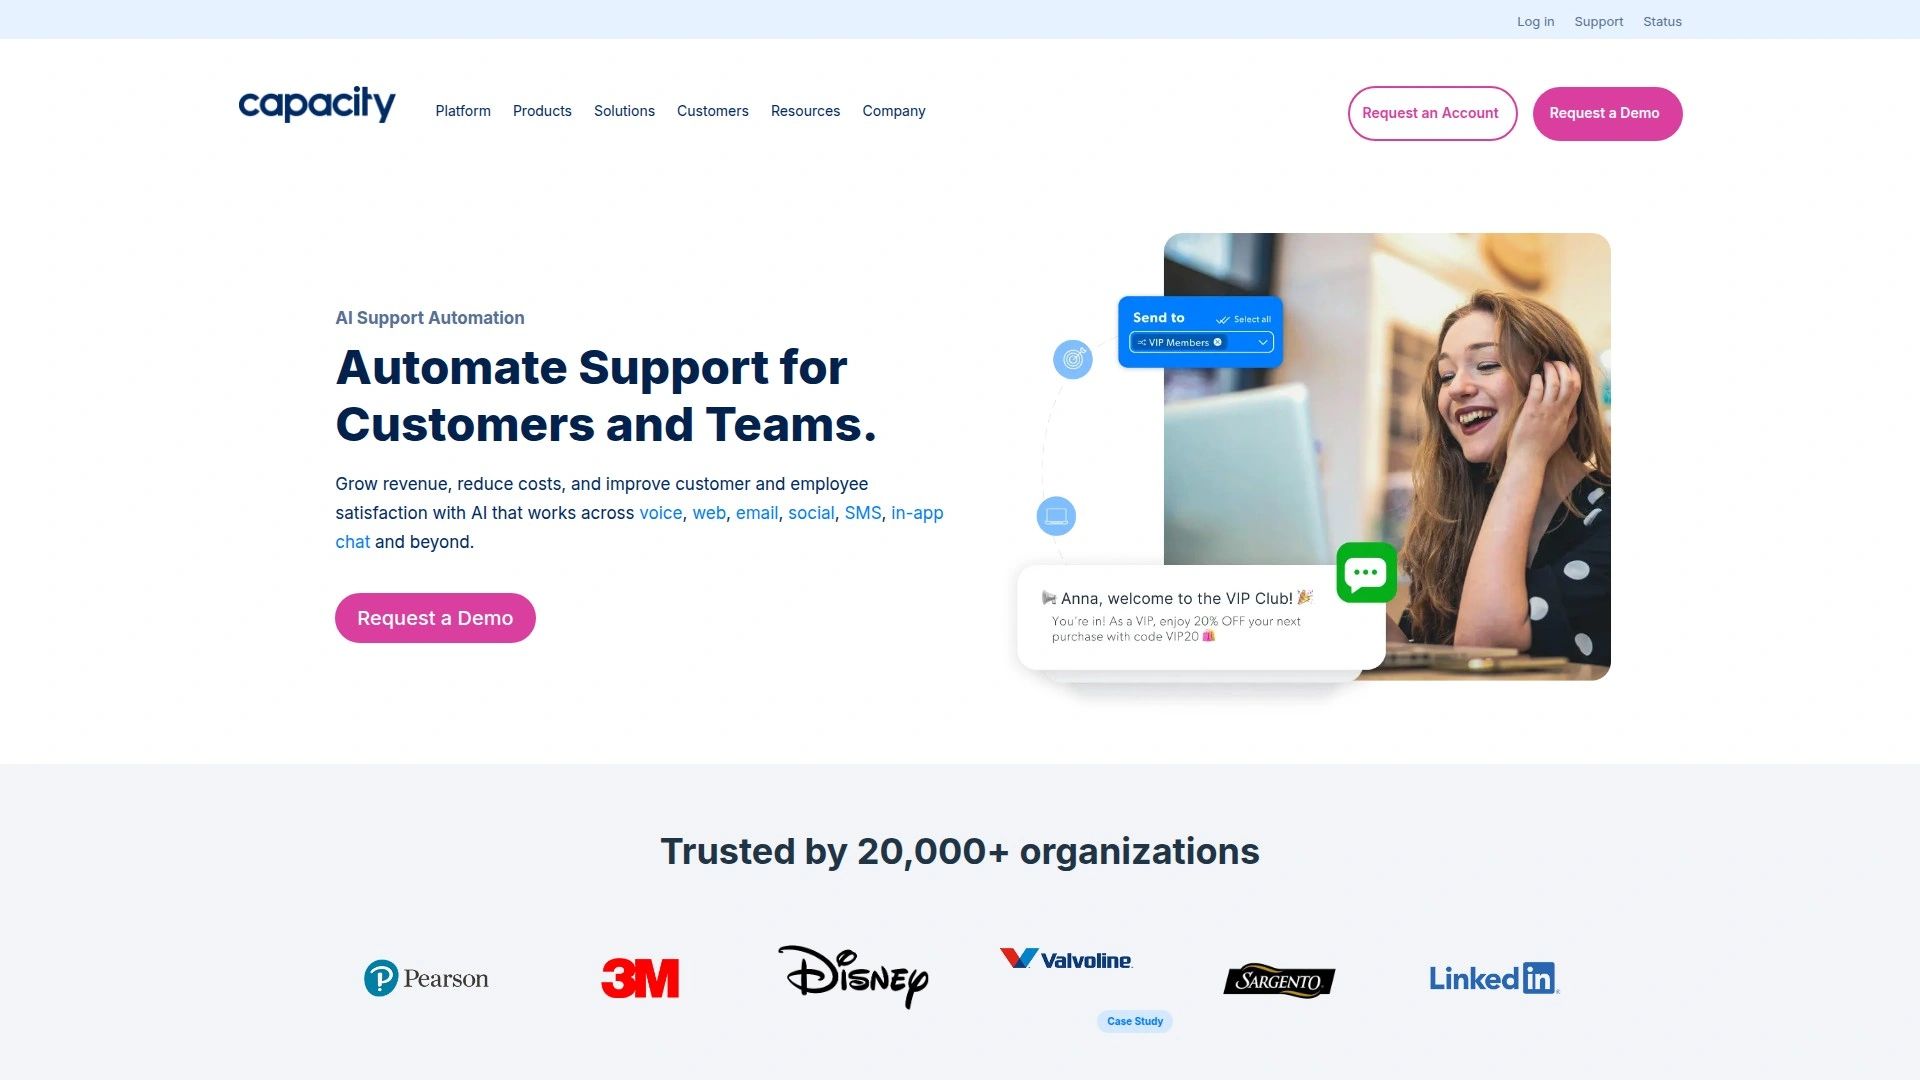 Log in Support Status
capacity Platform Products Solutions Customers Resources Company Request an Account Request a Demo
AI Support Automation
Automate Support for
Customers and Teams.
Grow revenue, reduce costs, and improve customer and employee
satisfaction with AI that works across voice, web, email, social, SMS, in-app
chat and beyond.
Request a Demo
Send to Select all
VIP Members
📢 Anna, welcome to the VIP Club! 🎉
You're in! As a VIP, enjoy 20% OFF your next
purchase with code VIP20 🛍️
Trusted by 20,000+ organizations
Pearson 3M Disney Valvoline Sargento LinkedIn
Case Study